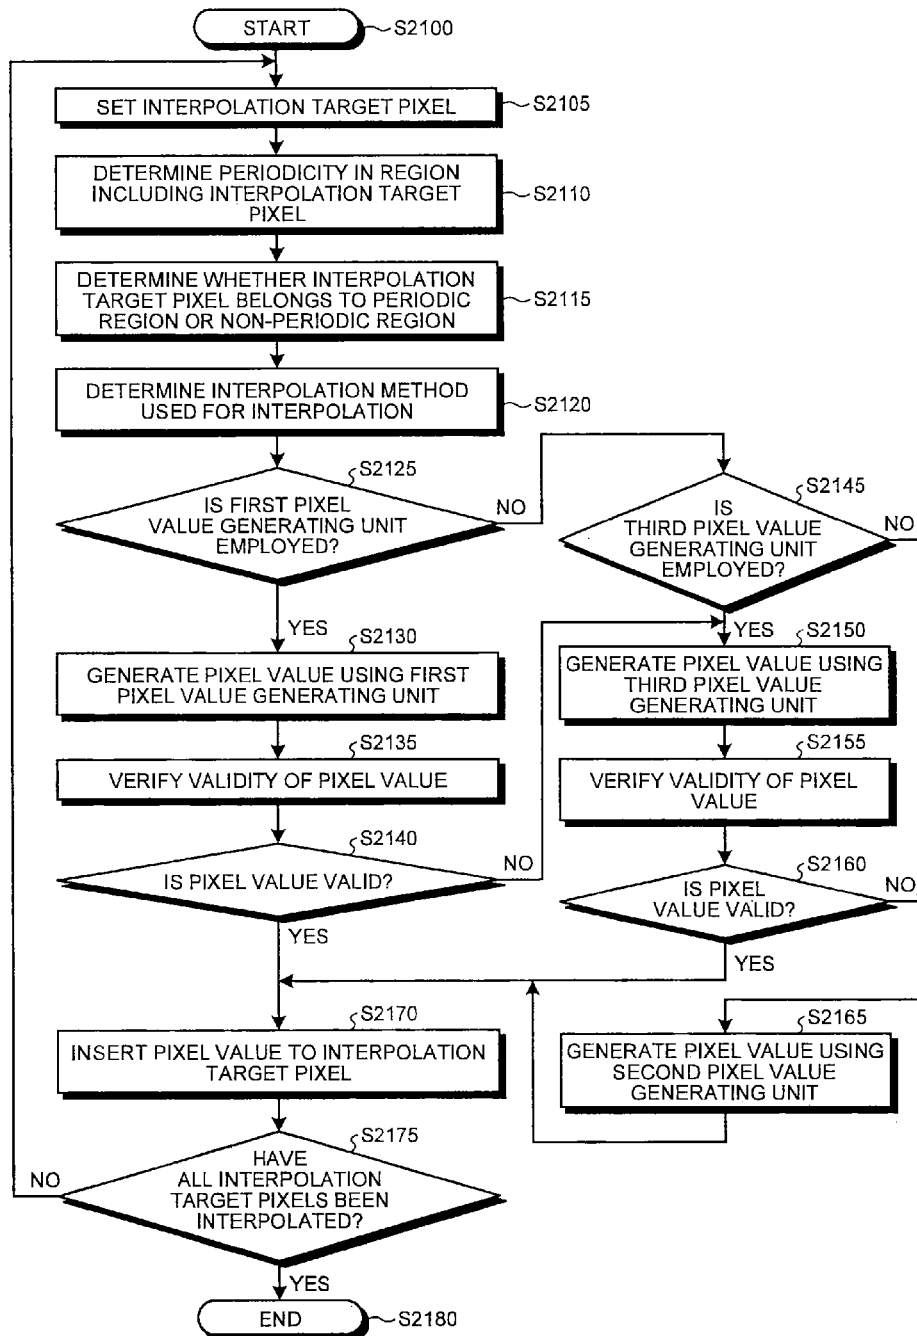 START
S2100
SET INTERPOLATION TARGET PIXEL
S2105
DETERMINE PERIODICITY IN REGION
INCLUDING INTERPOLATION TARGET
PIXEL
S2110
DETERMINE WHETHER INTERPOLATION
TARGET PIXEL BELONGS TO PERIODIC
REGION OR NON-PERIODIC REGION
S2115
DETERMINE INTERPOLATION METHOD
USED FOR INTERPOLATION
S2120
S2125
IS FIRST PIXEL
VALUE GENERATING UNIT
EMPLOYED?
NO
S2145
IS
THIRD PIXEL VALUE
GENERATING UNIT
EMPLOYED?
NO
YES
S2130
GENERATE PIXEL VALUE USING FIRST
PIXEL VALUE GENERATING UNIT
YES
S2150
GENERATE PIXEL VALUE USING
THIRD PIXEL VALUE
GENERATING UNIT
S2135
VERIFY VALIDITY OF PIXEL VALUE
S2155
VERIFY VALIDITY OF PIXEL
VALUE
S2140
IS PIXEL VALUE VALID?
NO
S2160
IS PIXEL
VALUE VALID?
NO
YES
YES
S2170
INSERT PIXEL VALUE TO INTERPOLATION
TARGET PIXEL
S2165
GENERATE PIXEL VALUE USING
SECOND PIXEL VALUE
GENERATING UNIT
S2175
HAVE
ALL INTERPOLATION
TARGET PIXELS BEEN
INTERPOLATED?
NO
YES
END
S2180